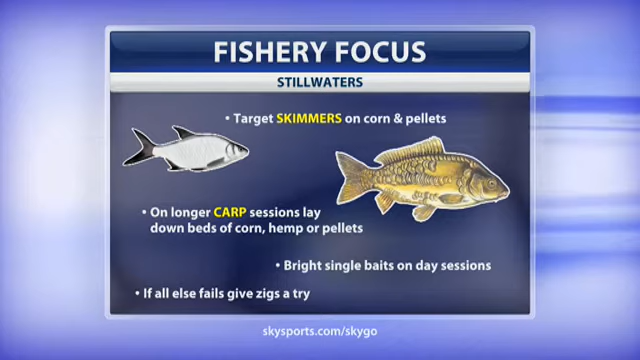 FISHERY FOCUS
STILLWATERS
• Target SKIMMERS on corn & pellets
• On longer CARP sessions lay
down beds of corn, hemp or pellets
• Bright single baits on day sessions
• If all else fails give zigs a try
skysports.com/skygo